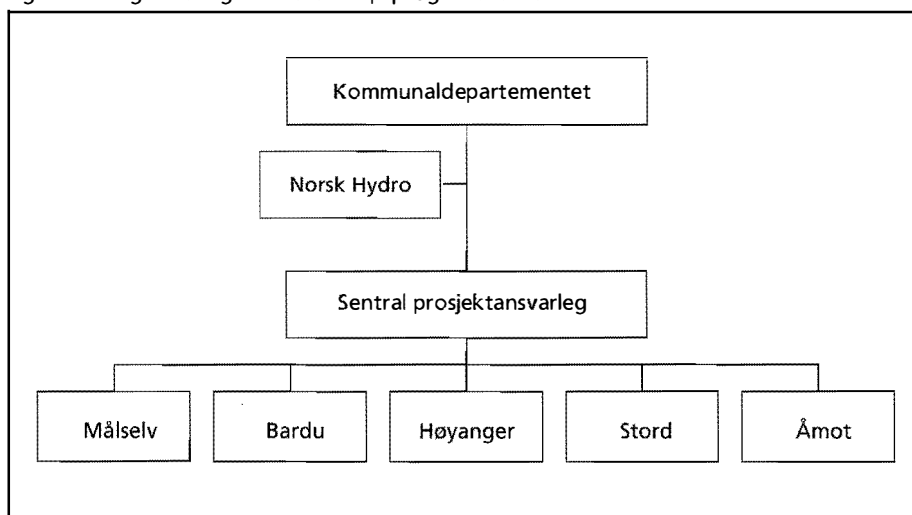 Kommunaldepartementet
Norsk Hydro
Sentral prosjektansvarleg
Målselv
Bardu
Høyanger
Stord
Åmot